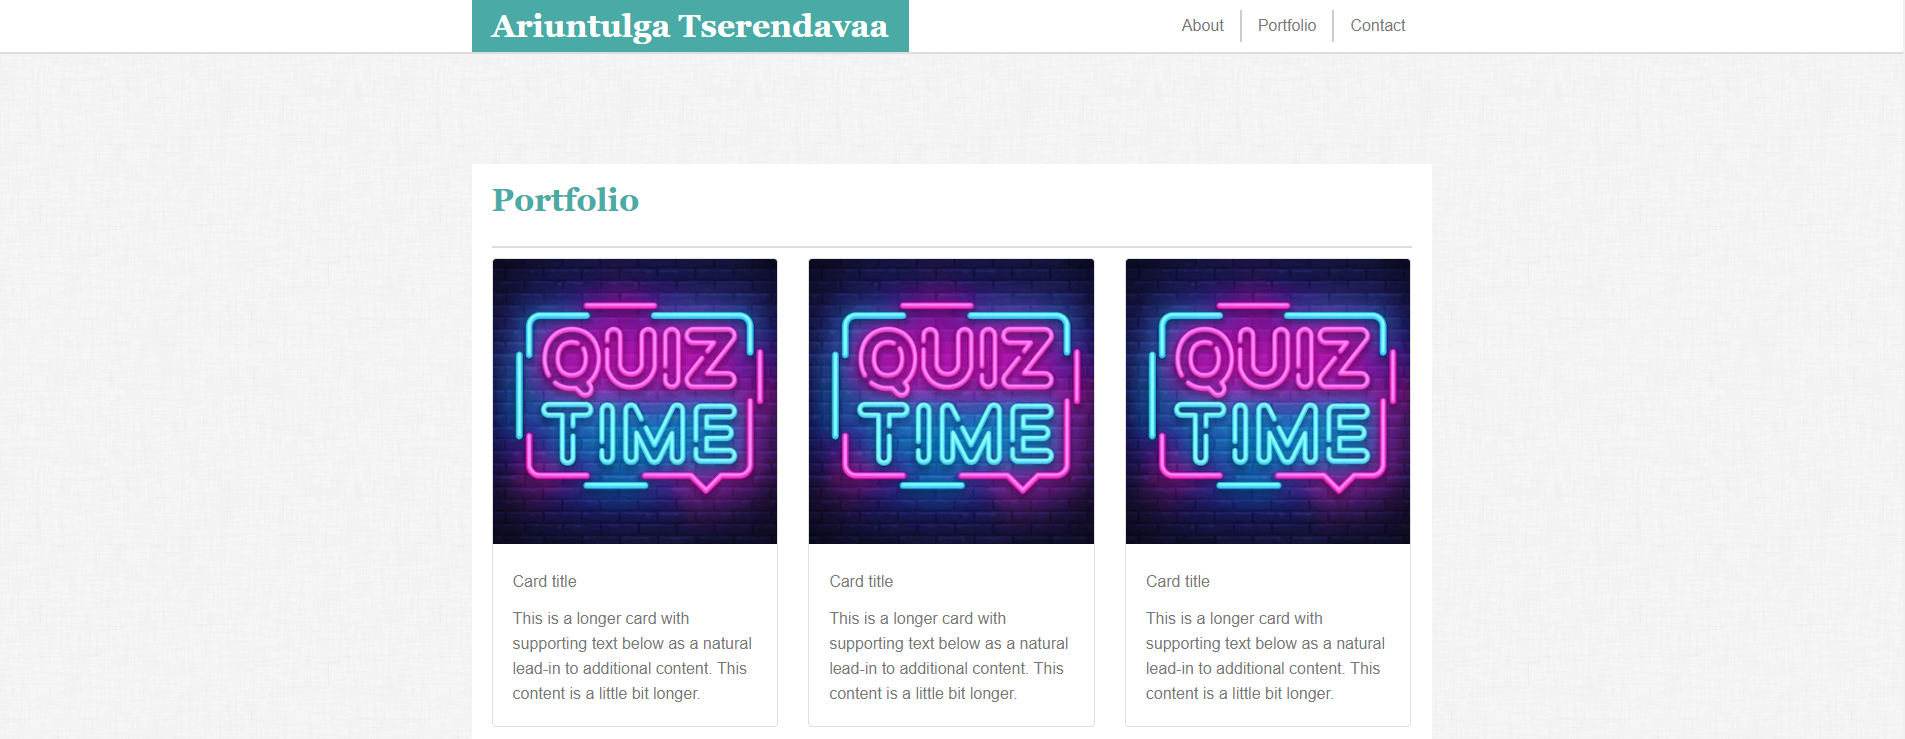 Ariuntulga Tserendavaa
About
Portfolio
Contact
Portfolio
QUIZ
TIME
QUIZ
TIME
QUIZ
TIME
Card title
This is a longer card with
supporting text below as a natural
lead-in to additional content. This
content is a little bit longer.
Card title
This is a longer card with
supporting text below as a natural
lead-in to additional content. This
content is a little bit longer.
Card title
This is a longer card with
supporting text below as a natural
lead-in to additional content. This
content is a little bit longer.